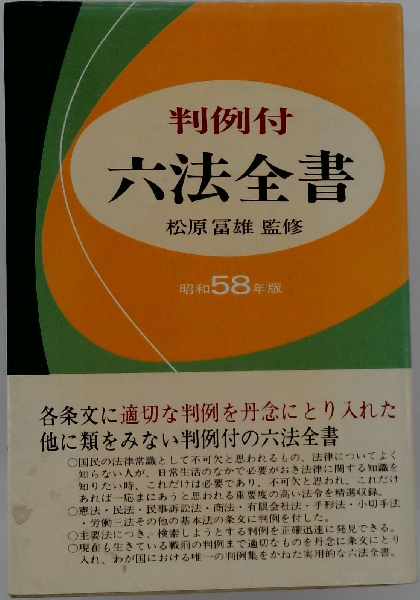 判例付
六法全書
松原冨雄 監修
昭和58年版
各条文に適切な判例を丹念にとり入れた
他に類をみない判例付の六法全書
○国民の法律常識として不可欠と思われるもの、法律についてよく
知らない人が、日常生活のなかで必要がおき法律に関する知識を
知りたい時、これだけは必要であり、不可欠と思われ、これだけ
あれば一応まにあうと思われる重要度の高い法令を精選収録。
○憲法・民法・民事訴訟法・商法・有限会社法・手形法・小切手法
・労働三法その他の基本法の条文に判例を付した。
○主要法につき、検索しようとする判例を正確迅速に発見できる。
○現在も生きている戦前の判例まで適切なものを丹念に条文にとり
入れ、わが国における唯一の判例集をかねた実用的な六法全書。